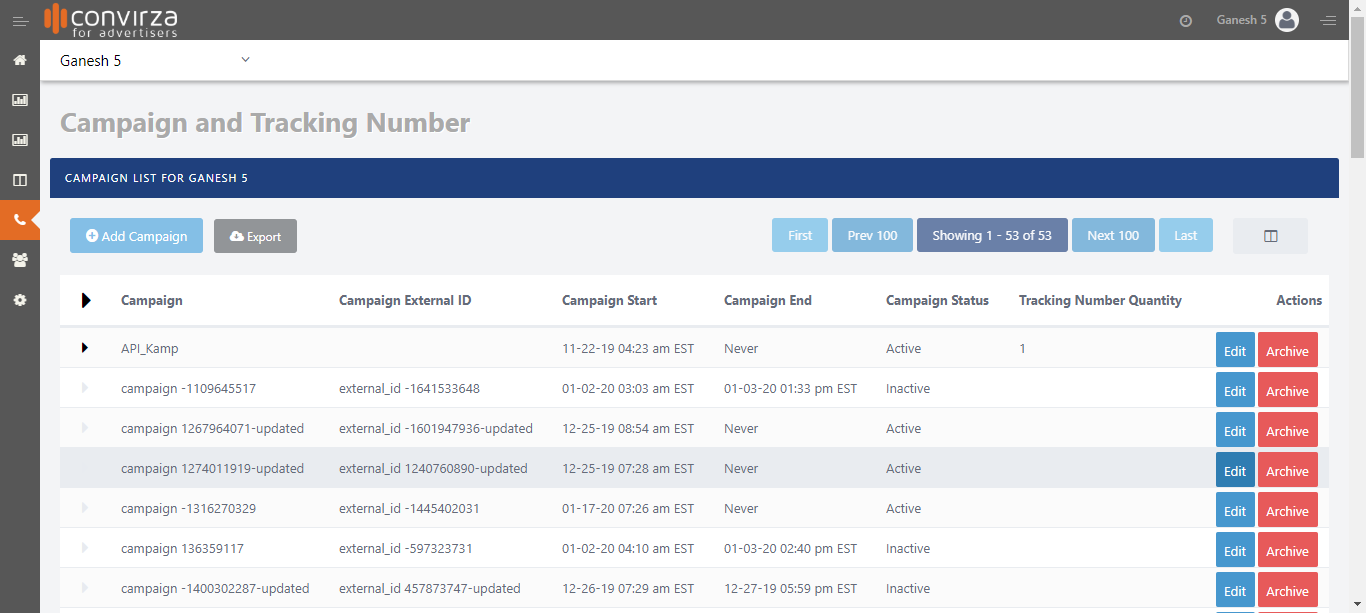 convirza
for advertisers
Ganesh 5
Ganesh 5
Campaign and Tracking Number
CAMPAIGN LIST FOR GANESH 5
Add Campaign Export First Prev 100 Showing 1 - 53 of 53 Next 100 Last
Campaign Campaign External ID Campaign Start Campaign End Campaign Status Tracking Number Quantity Actions
API_Kamp 11-22-19 04:23 am EST Never Active 1 Edit Archive
campaign -1109645517 external_id -1641533648 01-02-20 03:03 am EST 01-03-20 01:33 pm EST Inactive Edit Archive
campaign 1267964071-updated external_id -1601947936-updated 12-25-19 08:54 am EST Never Active Edit Archive
campaign 1274011919-updated external_id 1240760890-updated 12-25-19 07:28 am EST Never Active Edit Archive
campaign -1316270329 external_id -1445402031 01-17-20 07:26 am EST Never Active Edit Archive
campaign 136359117 external_id -597323731 01-02-20 04:10 am EST 01-03-20 02:40 pm EST Inactive Edit Archive
campaign -1400302287-updated external_id 457873747-updated 12-26-19 07:29 am EST 12-27-19 05:59 pm EST Inactive Edit Archive